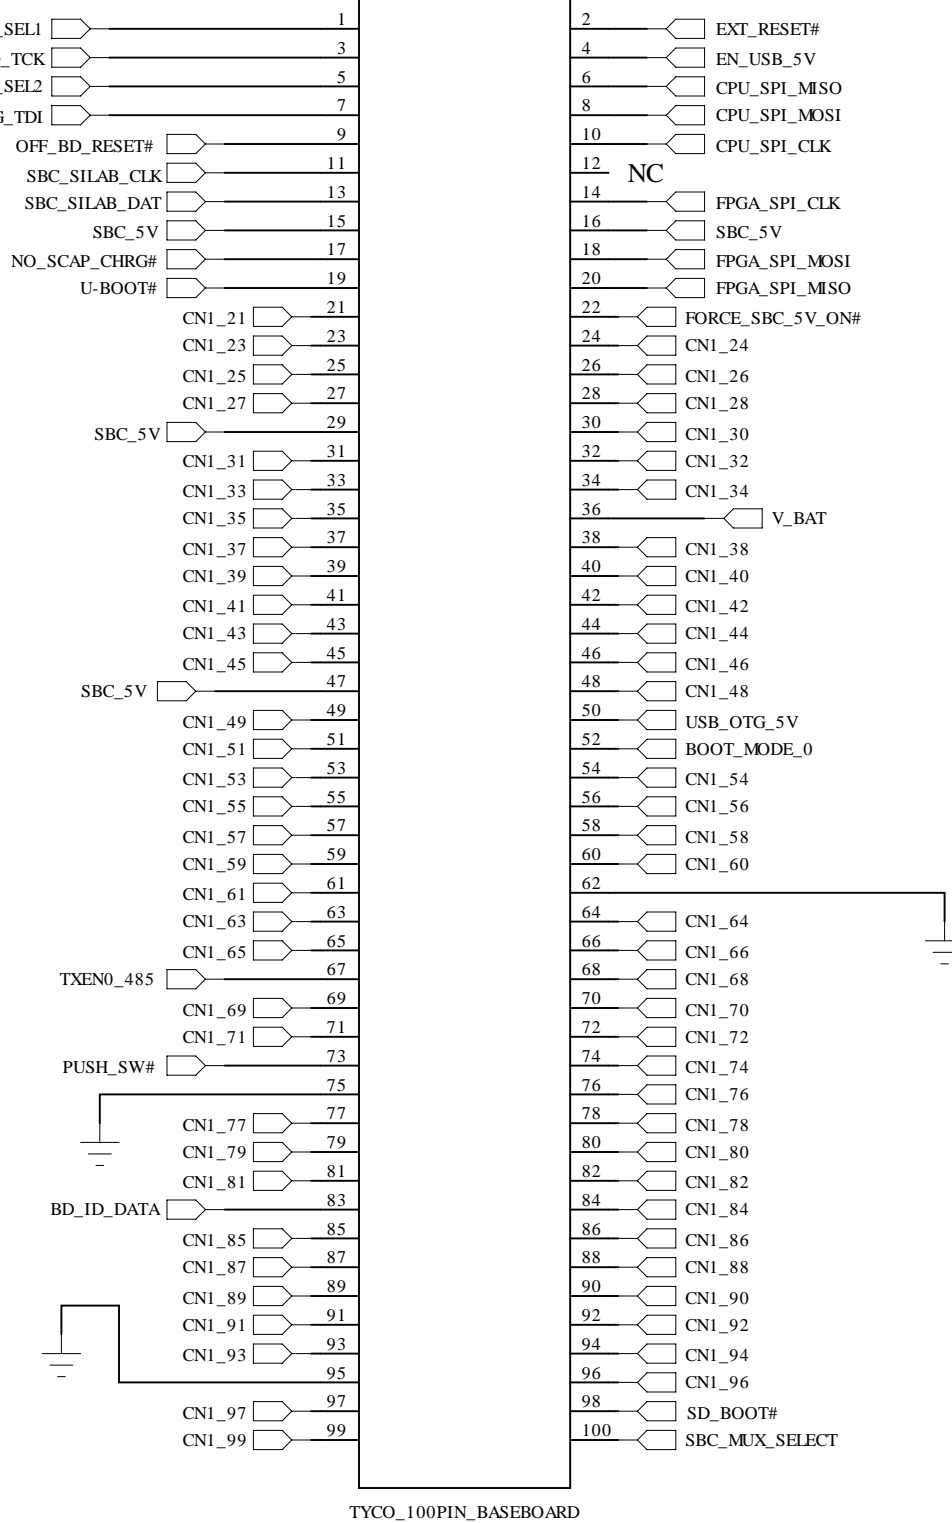 _SEL1 1 2 EXT_RESET#
_TCK 3 4 EN_USB_5V
_SEL2 5 6 CPU_SPI_MISO
G_TDI 7 8 CPU_SPI_MOSI
OFF_BD_RESET# 9 10 CPU_SPI_CLK
SBC_SILAB_CLK 11 12 NC
SBC_SILAB_DAT 13 14 FPGA_SPI_CLK
SBC_5V 15 16 SBC_5V
NO_SCAP_CHRG# 17 18 FPGA_SPI_MOSI
U-BOOT# 19 20 FPGA_SPI_MISO
CN1_21 21 22 FORCE_SBC_5V_ON#
CN1_23 23 24 CN1_24
CN1_25 25 26 CN1_26
CN1_27 27 28 CN1_28
SBC_5V 29 30 CN1_30
CN1_31 31 32 CN1_32
CN1_33 33 34 CN1_34
CN1_35 35 36 V_BAT
CN1_37 37 38 CN1_38
CN1_39 39 40 CN1_40
CN1_41 41 42 CN1_42
CN1_43 43 44 CN1_44
CN1_45 45 46 CN1_46
SBC_5V 47 48 CN1_48
CN1_49 49 50 USB_OTG_5V
CN1_51 51 52 BOOT_MODE_0
CN1_53 53 54 CN1_54
CN1_55 55 56 CN1_56
CN1_57 57 58 CN1_58
CN1_59 59 60 CN1_60
CN1_61 61 62
CN1_63 63 64 CN1_64
CN1_65 65 66 CN1_66
TXEN0_485 67 68 CN1_68
CN1_69 69 70 CN1_70
CN1_71 71 72 CN1_72
PUSH_SW# 73 74 CN1_74
75 76 CN1_76
CN1_77 77 78 CN1_78
CN1_79 79 80 CN1_80
CN1_81 81 82 CN1_82
BD_ID_DATA 83 84 CN1_84
CN1_85 85 86 CN1_86
CN1_87 87 88 CN1_88
CN1_89 89 90 CN1_90
CN1_91 91 92 CN1_92
CN1_93 93 94 CN1_94
95 96 CN1_96
CN1_97 97 98 SD_BOOT#
CN1_99 99 100 SBC_MUX_SELECT
TYCO_100PIN_BASEBOARD